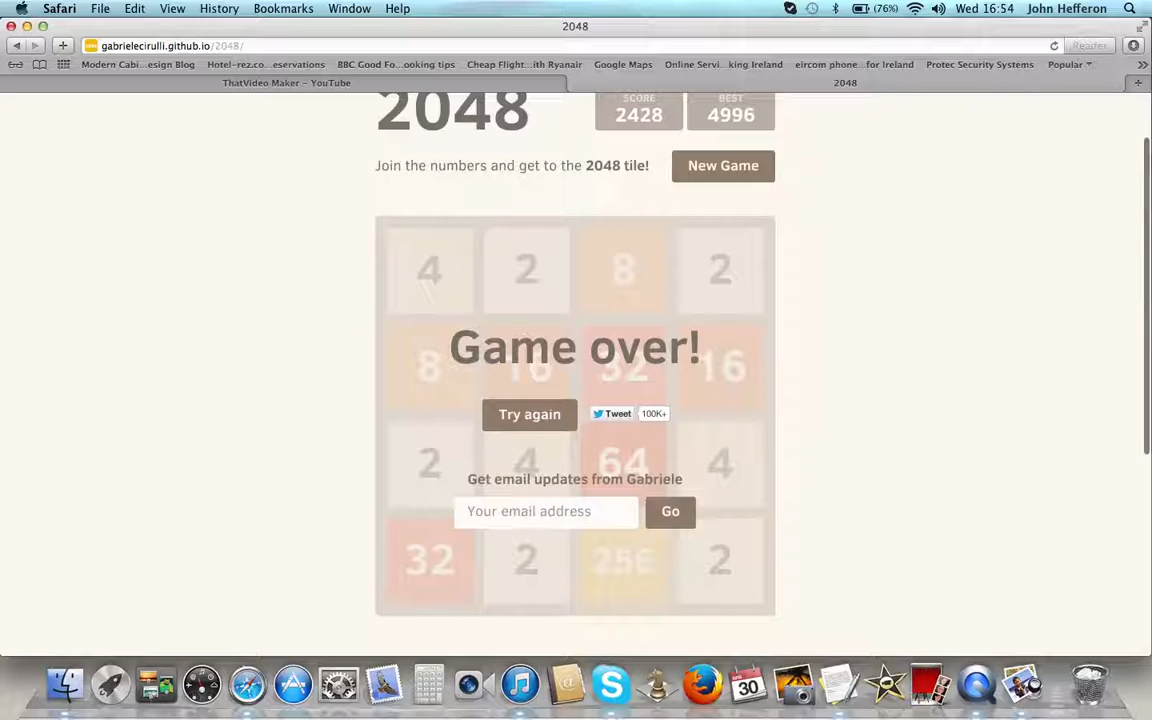 Safari File Edit View History Bookmarks Window Help (76%) Wed 16:54 John Hefferon
2048
gabrielecirulli.github.io/2048/ Reader
Modern Cabi...esign Blog Hotel-rez.co...eservations BBC Good Fo...ooking tips Cheap Flight...ith Ryanair Google Maps Online Servi... king Ireland eircom phone...for Ireland Protec Security Systems Popular
ThatVideo Maker - YouTube 2048
2048 SCORE BEST
2428 4996
Join the numbers and get to the 2048 tile! New Game
4 2 8 2
Game over!
8 16 32 16
Try again Tweet 100K+
2 4 64 4
Get email updates from Gabriele
Your email address Go
32 2 256 2
30